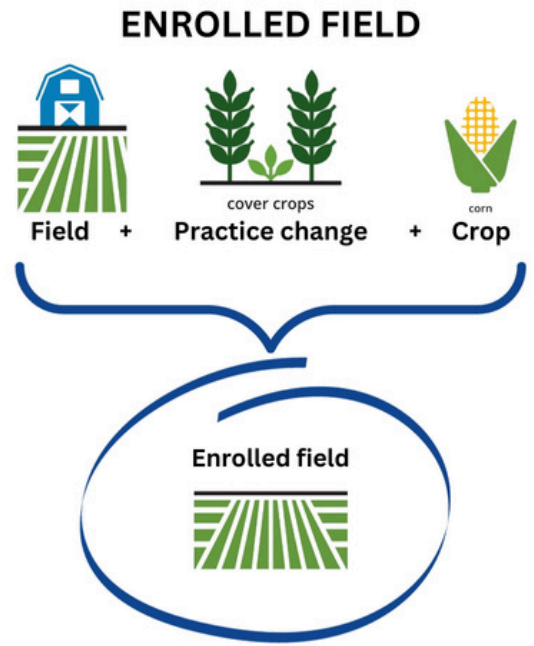 ENROLLED FIELD
cover crops
corn
Field + Practice change + Crop
Enrolled field